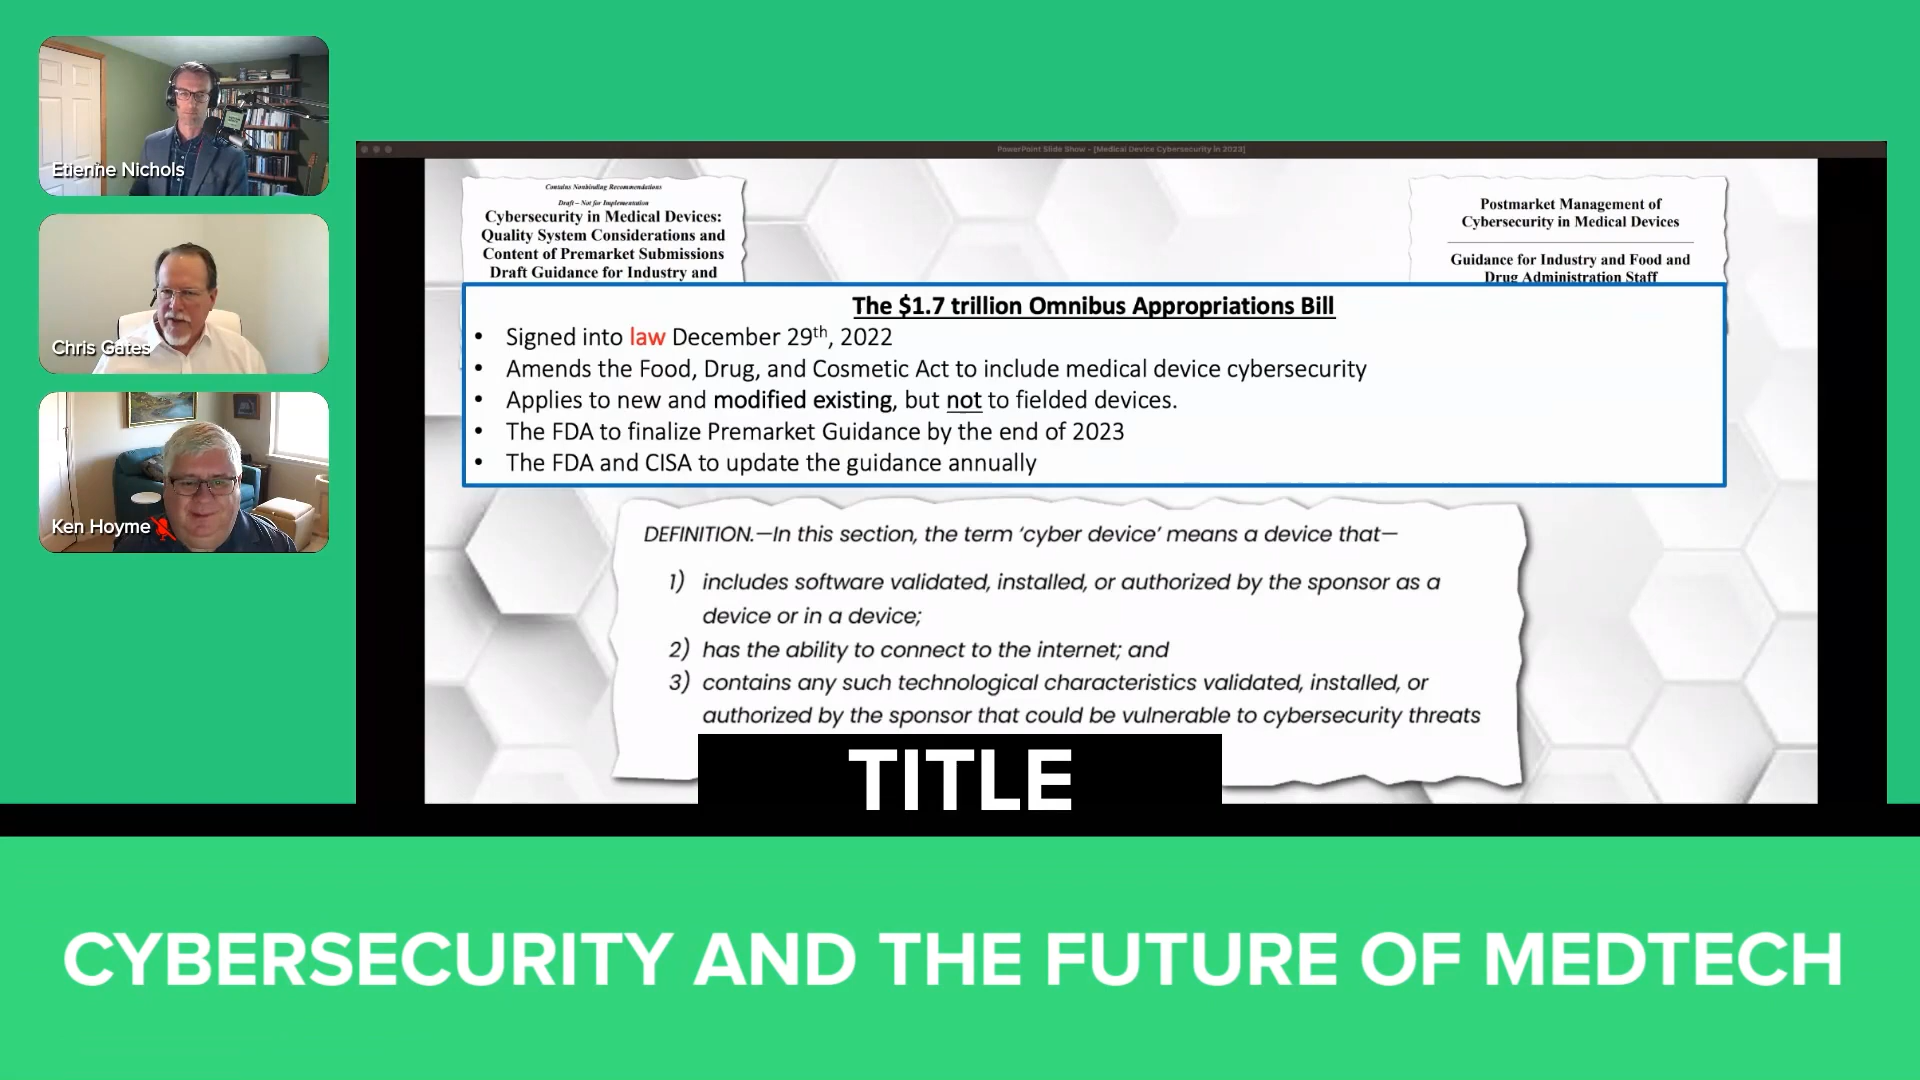 Etienne Nichols
Chris Gates
Ken Hoyme
PowerPoint Slide Show - [Medical Device Cybersecurity in 2023]
Contains Nonbinding Recommendations
Draft – Not for Implementation
Cybersecurity in Medical Devices:
Quality System Considerations and
Content of Premarket Submissions
Draft Guidance for Industry and
Postmarket Management of
Cybersecurity in Medical Devices
Guidance for Industry and Food and
Drug Administration Staff
The $1.7 trillion Omnibus Appropriations Bill
• Signed into law December 29th, 2022
• Amends the Food, Drug, and Cosmetic Act to include medical device cybersecurity
• Applies to new and modified existing, but not to fielded devices.
• The FDA to finalize Premarket Guidance by the end of 2023
• The FDA and CISA to update the guidance annually
DEFINITION.—In this section, the term ‘cyber device’ means a device that—
1) includes software validated, installed, or authorized by the sponsor as a
device or in a device;
2) has the ability to connect to the internet; and
3) contains any such technological characteristics validated, installed, or
authorized by the sponsor that could be vulnerable to cybersecurity threats
TITLE
CYBERSECURITY AND THE FUTURE OF MEDTECH